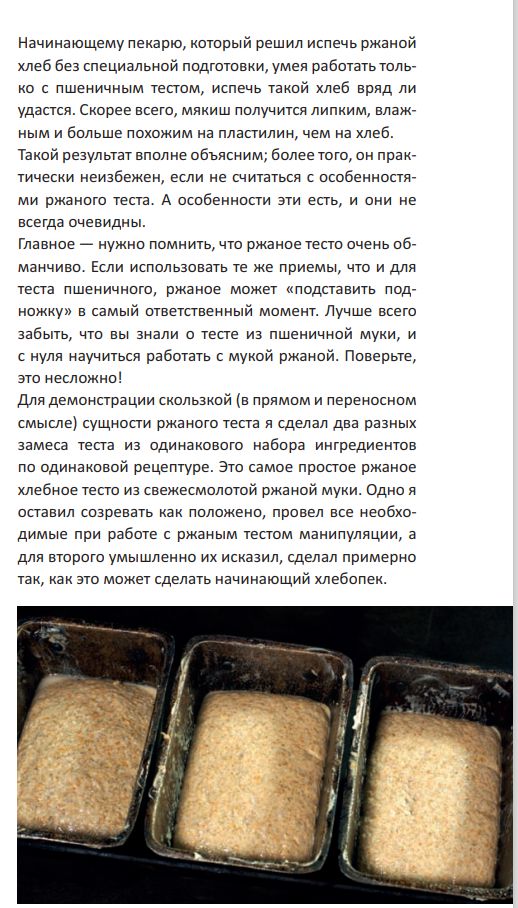 Начинающему пекарю, который решил испечь ржаной
хлеб без специальной подготовки, умея работать толь-
ко с пшеничным тестом, испечь такой хлеб вряд ли
удастся. Скорее всего, мякиш получится липким, влаж-
ным и больше похожим на пластилин, чем на хлеб.
Такой результат вполне объясним; более того, он прак-
тически неизбежен, если не считаться с особенностя-
ми ржаного теста. А особенности эти есть, и они не
всегда очевидны.
Главное — нужно помнить, что ржаное тесто очень об-
манчиво. Если использовать те же приемы, что и для
теста пшеничного, ржаное может «подставить под-
ножку» в самый ответственный момент. Лучше всего
забыть, что вы знали о тесте из пшеничной муки, и
с нуля научиться работать с мукой ржаной. Поверьте,
это несложно!
Для демонстрации скользкой (в прямом и переносном
смысле) сущности ржаного теста я сделал два разных
замеса теста из одинакового набора ингредиентов
по одинаковой рецептуре. Это самое простое ржаное
хлебное тесто из свежесмолотой ржаной муки. Одно я
оставил созревать как положено, провел все необхо-
димые при работе с ржаным тестом манипуляции, а
для второго умышленно их исказил, сделал примерно
так, как это может сделать начинающий хлебопек.